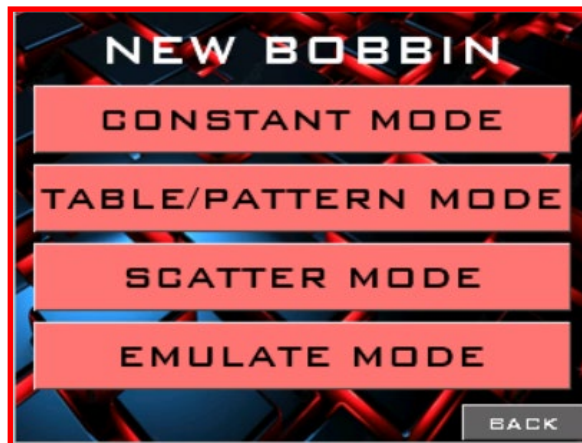 NEW BOBBIN
CONSTANT MODE
TABLE/PATTERN MODE
SCATTER MODE
EMULATE MODE
BACK